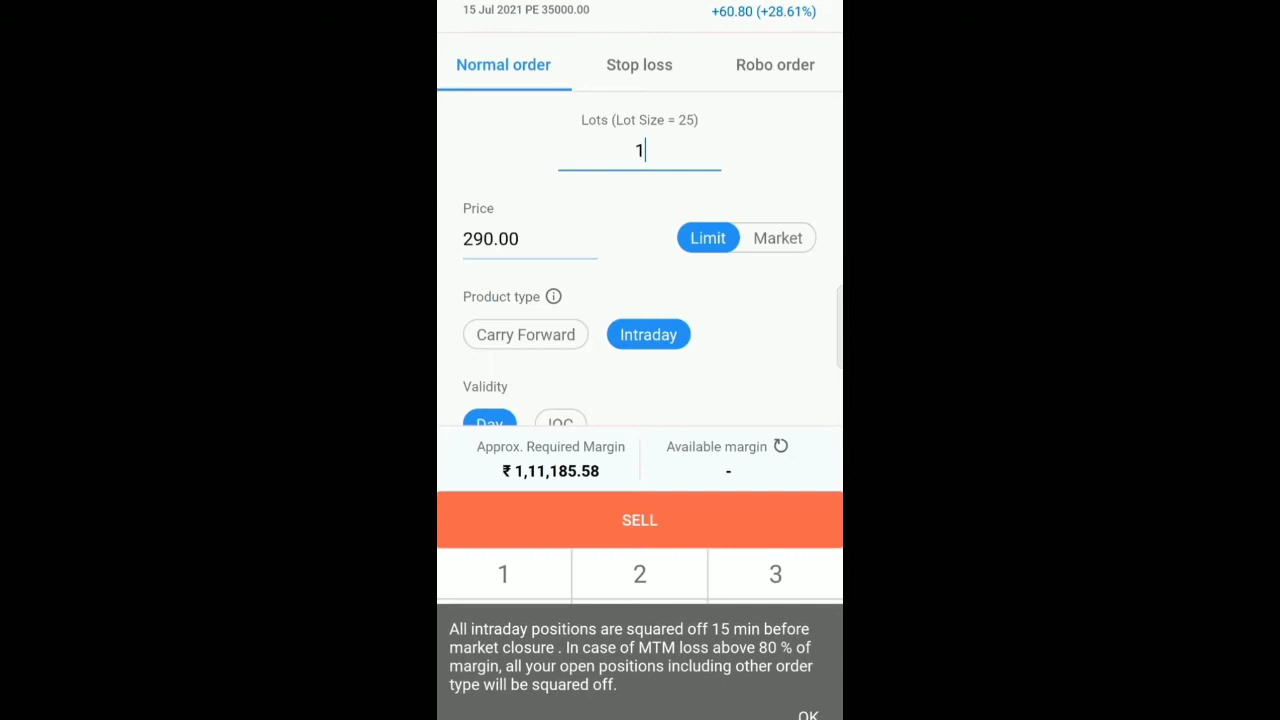 15 Jul 2021 PE 35000.00
+60.80 (+28.61%)
Normal order
Stop loss
Robo order
Lots (Lot Size = 25)
1
Price
290.00
Limit
Market
Product type
Carry Forward
Intraday
Validity
Day
IOC
Approx. Required Margin
Available margin
₹ 1,11,185.58
-
SELL
1
2
3
All intraday positions are squared off 15 min before
market closure . In case of MTM loss above 80 % of
margin, all your open positions including other order
type will be squared off.
OK